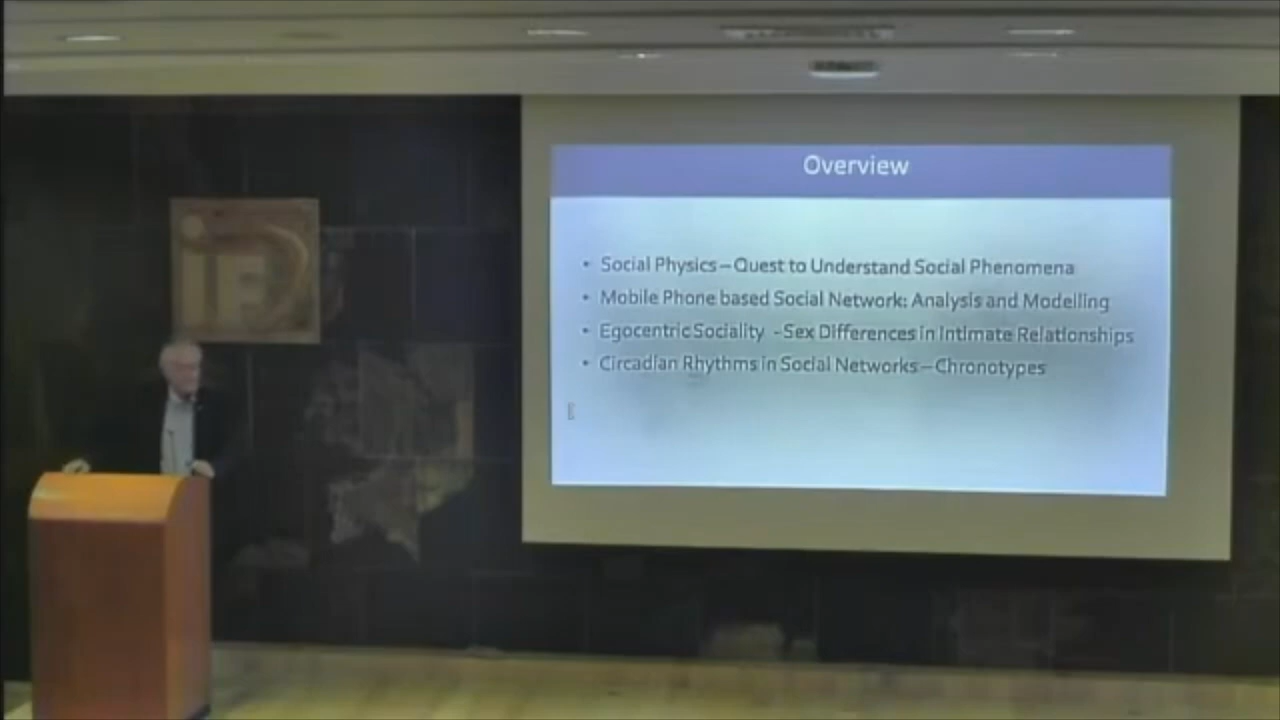 Overview
• Social Physics – Quest to Understand Social Phenomena
• Mobile Phone based Social Network: Analysis and Modelling
• Egocentric Sociality - Sex Differences in Intimate Relationships
• Circadian Rhythms in Social Networks – Chronotypes